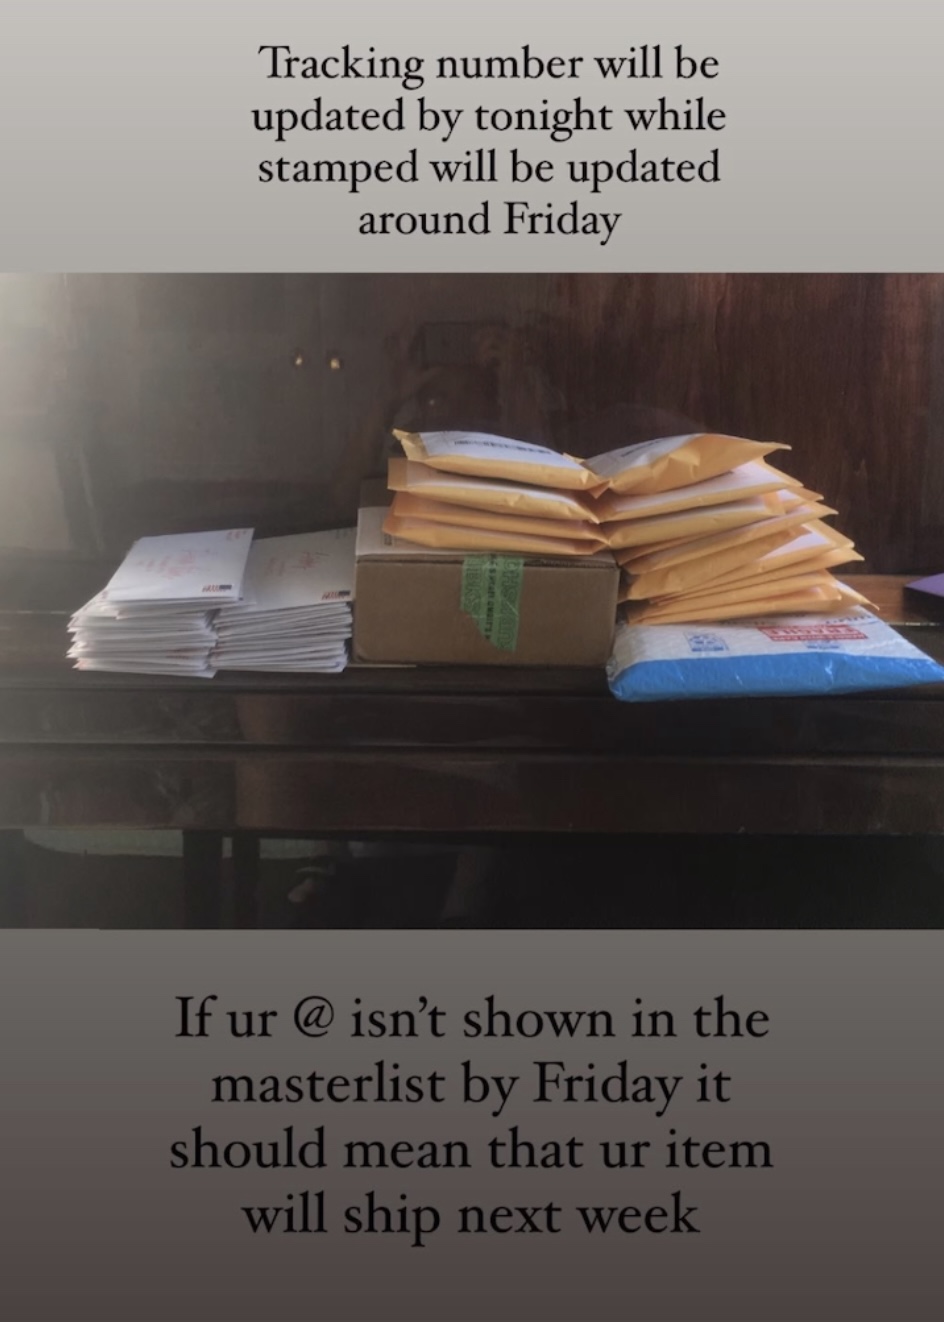 Tracking number will be
updated by tonight while
stamped will be updated
around Friday
FRAGILE
If ur @ isn’t shown in the
masterlist by Friday it
should mean that ur item
will ship next week